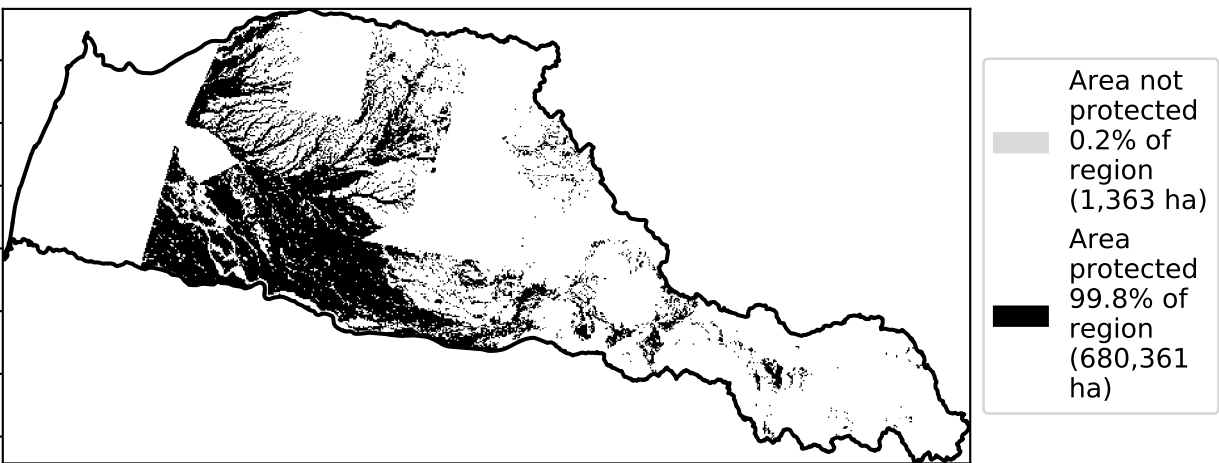 Area not
protected
0.2% of
region
(1,363 ha)
Area
protected
99.8% of
region
(680,361
ha)